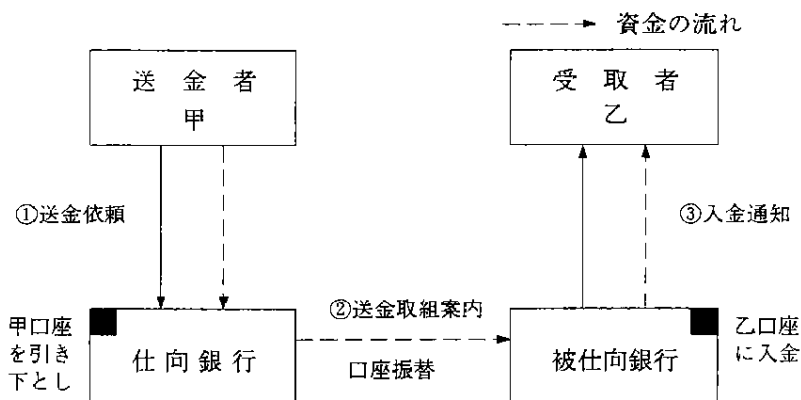 資金の流れ
送金者
甲
受取者
乙
①送金依頼
③入金通知
②送金取組案内
口座振替
甲口座
を引き
下とし
仕向銀行
被仕向銀行
乙口座
に入金